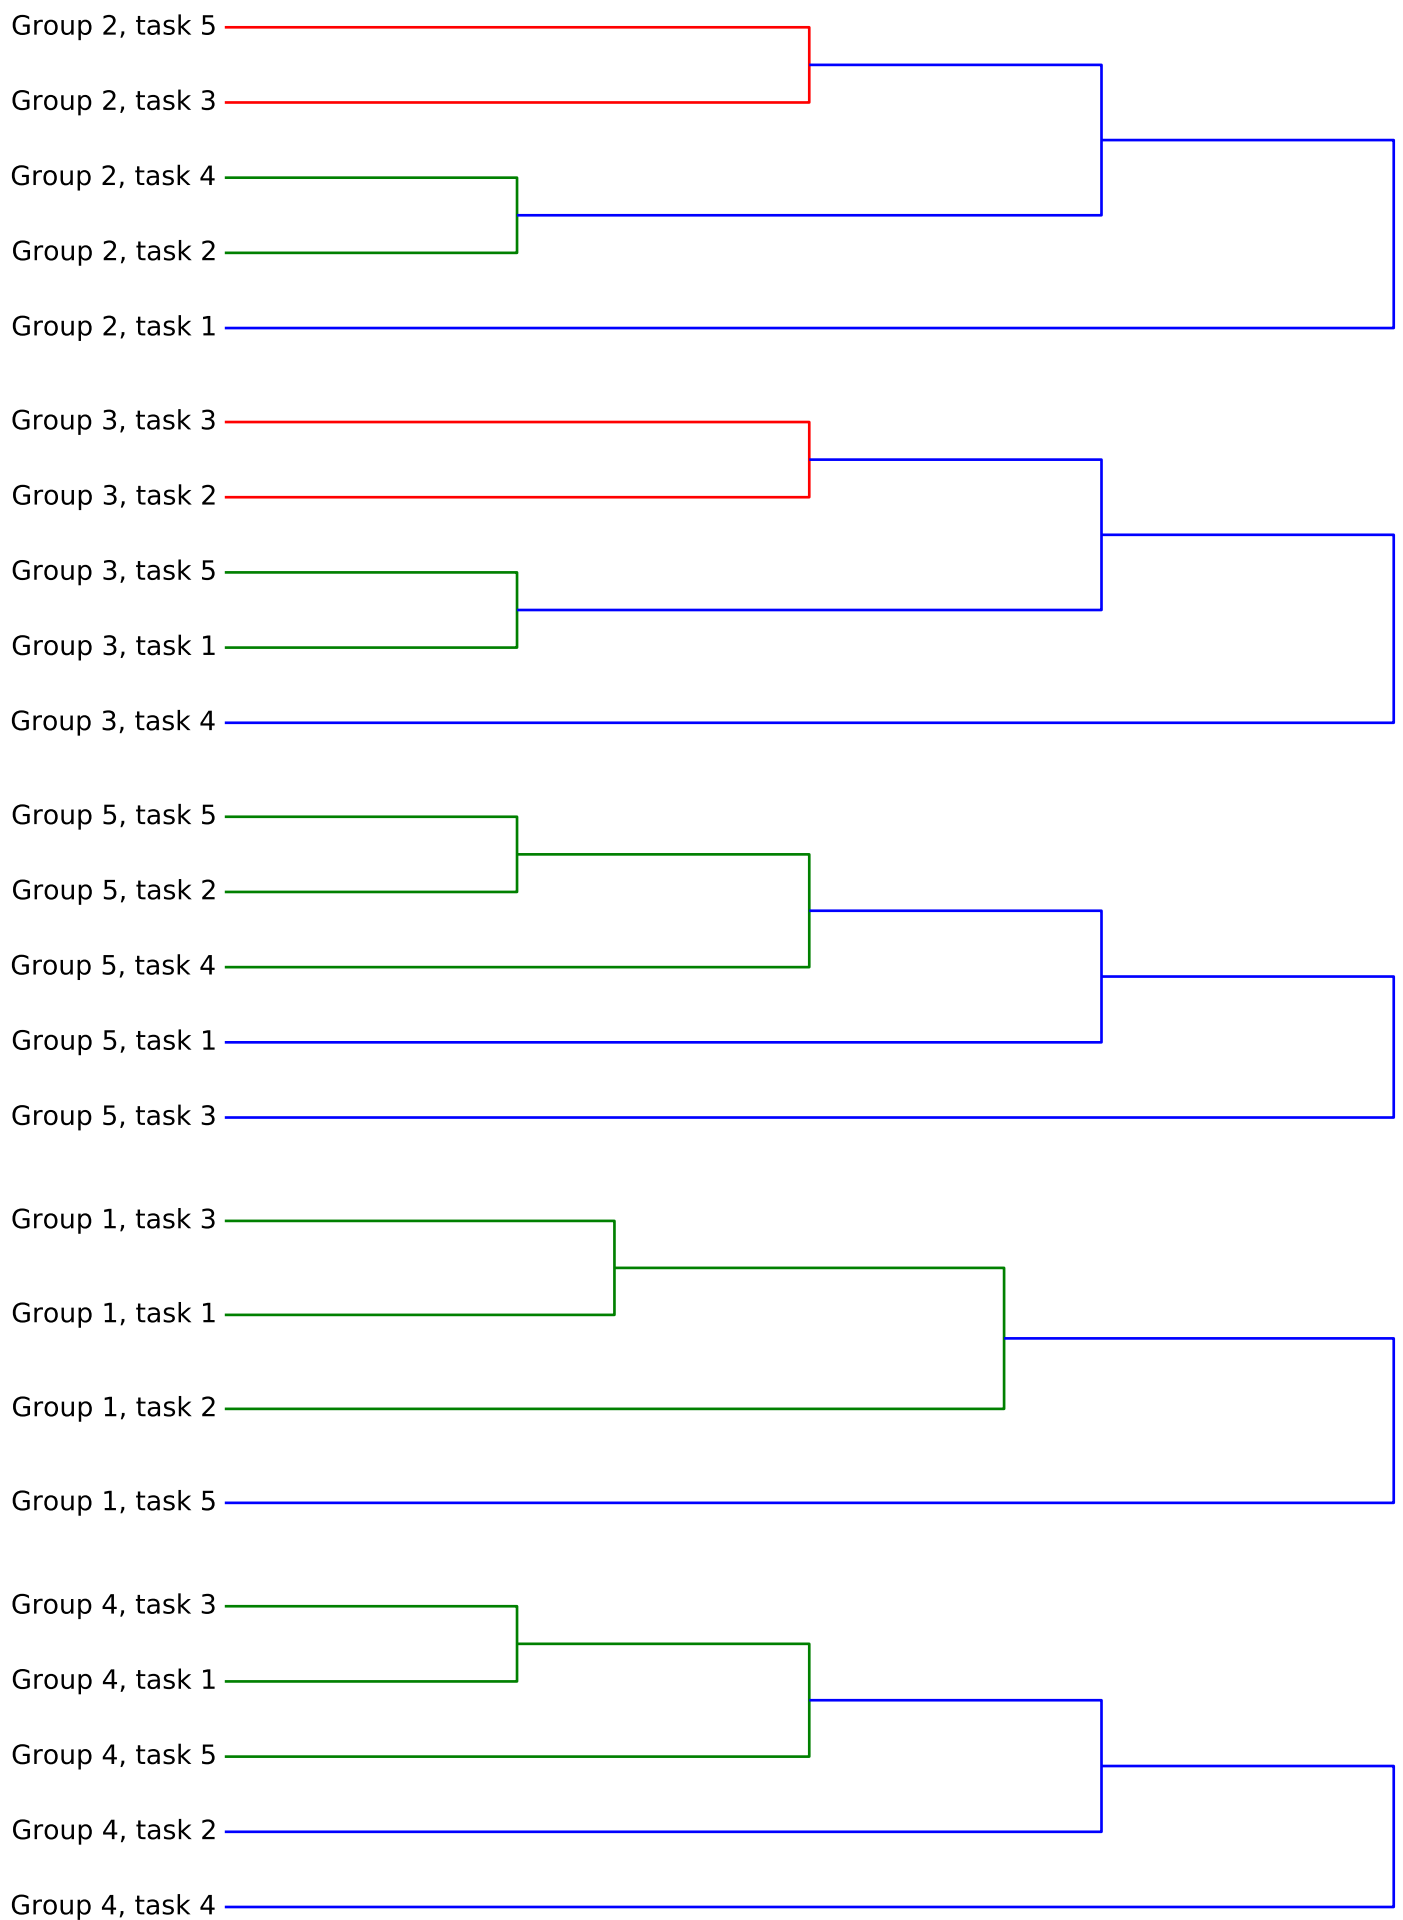 Group 2, task 5
Group 2, task 3
Group 2, task 4
Group 2, task 2
Group 2, task 1
Group 3, task 3
Group 3, task 2
Group 3, task 5
Group 3, task 1
Group 3, task 4
Group 5, task 5
Group 5, task 2
Group 5, task 4
Group 5, task 1
Group 5, task 3
Group 1, task 3
Group 1, task 1
Group 1, task 2
Group 1, task 5
Group 4, task 3
Group 4, task 1
Group 4, task 5
Group 4, task 2
Group 4, task 4